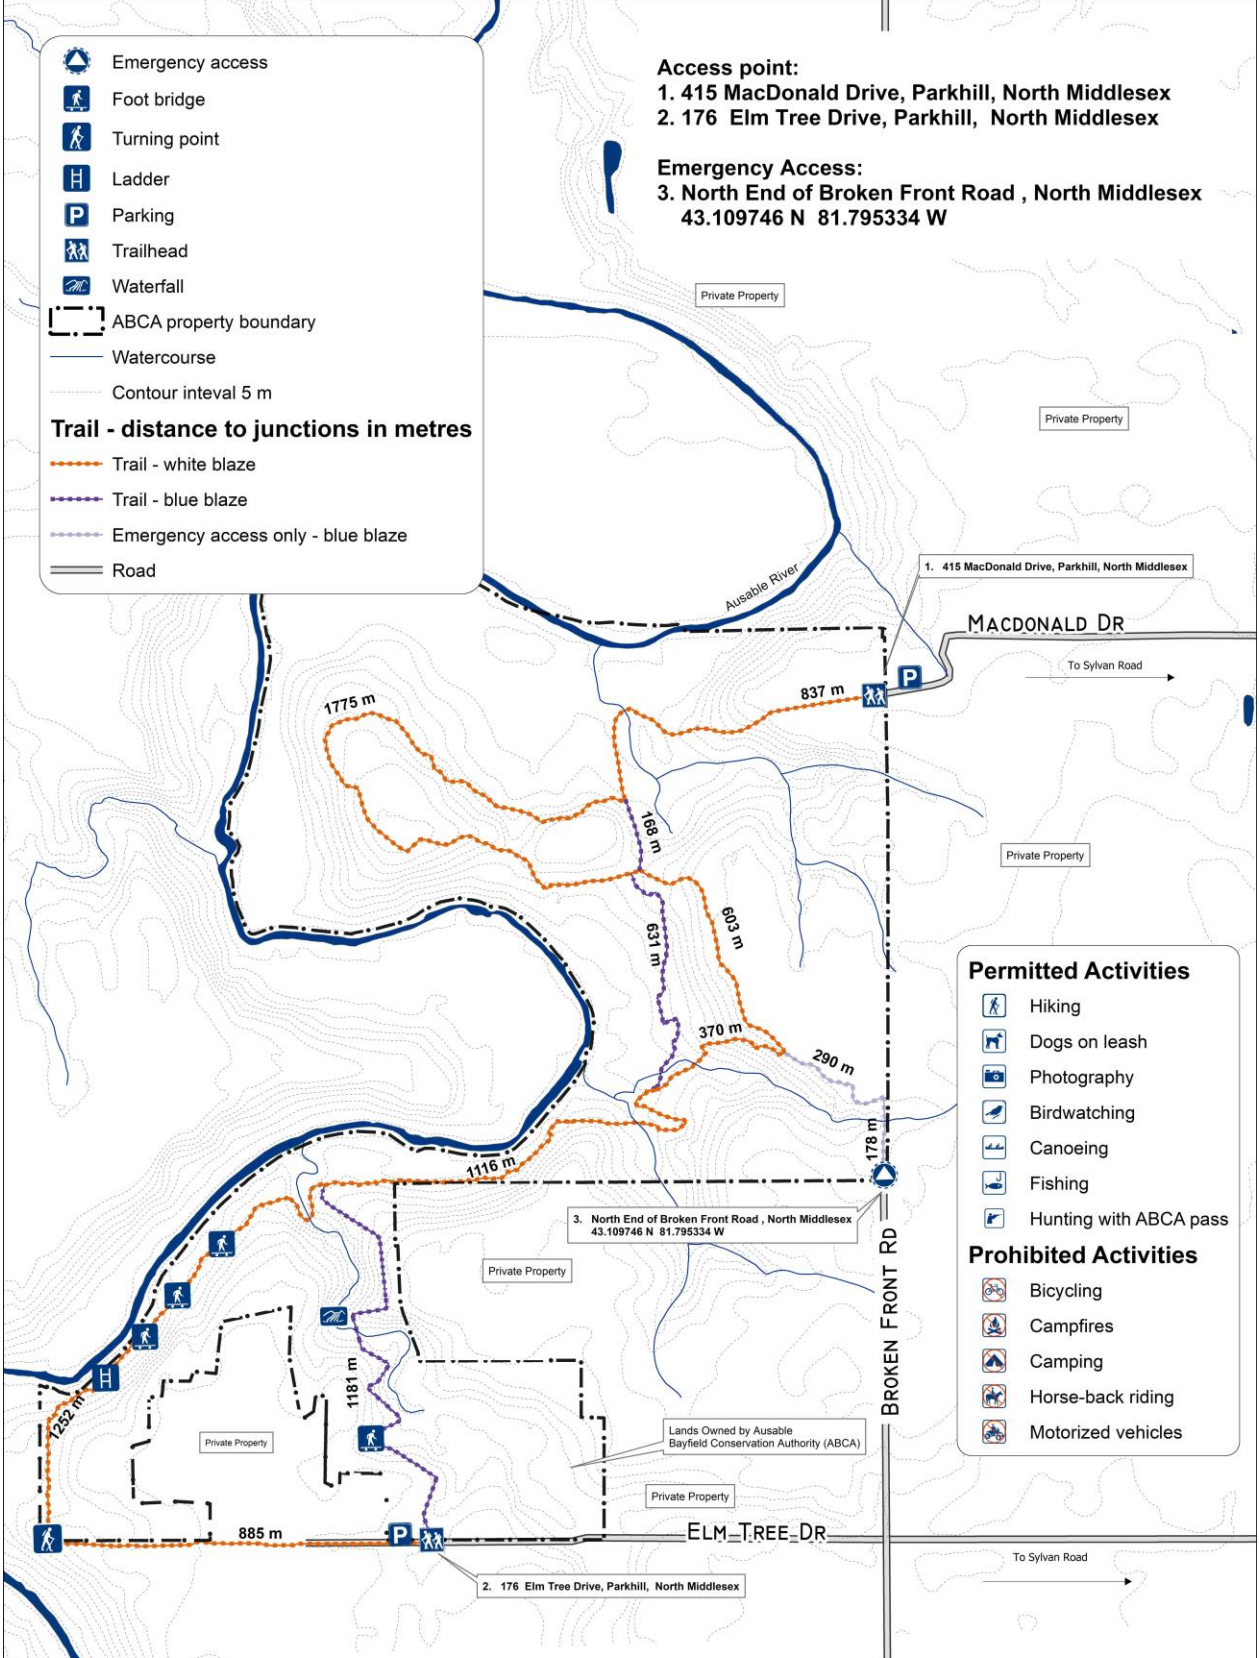 Emergency access
Foot bridge
Turning point
Ladder
P Parking
Trailhead
Waterfall
ABCA property boundary
Watercourse
Contour inteval 5 m
Trail - distance to junctions in metres
Trail - white blaze
Trail - blue blaze
Emergency access only - blue blaze
Road
Access point:
1. 415 MacDonald Drive, Parkhill, North Middlesex
2. 176 Elm Tree Drive, Parkhill, North Middlesex
Emergency Access:
3. North End of Broken Front Road , North Middlesex
43.109746 N 81.795334 W
Private Property
Private Property
Ausable River
1. 415 MacDonald Drive, Parkhill, North Middlesex
MACDONALD DR
To Sylvan Road
P
837 m
1775 m
168 m
Private Property
603 m
631 m
370 m
290 m
178 m
1116 m
3. North End of Broken Front Road , North Middlesex
43.109746 N 81.795334 W
Private Property
BROKEN FRONT RD
1181 m
1252 m
Private Property
Lands Owned by Ausable
Bayfield Conservation Authority (ABCA)
Private Property
885 m
P
ELM TREE DR
To Sylvan Road
2. 176 Elm Tree Drive, Parkhill, North Middlesex
Permitted Activities
Hiking
Dogs on leash
Photography
Birdwatching
Canoeing
Fishing
Hunting with ABCA pass
Prohibited Activities
Bicycling
Campfires
Camping
Horse-back riding
Motorized vehicles